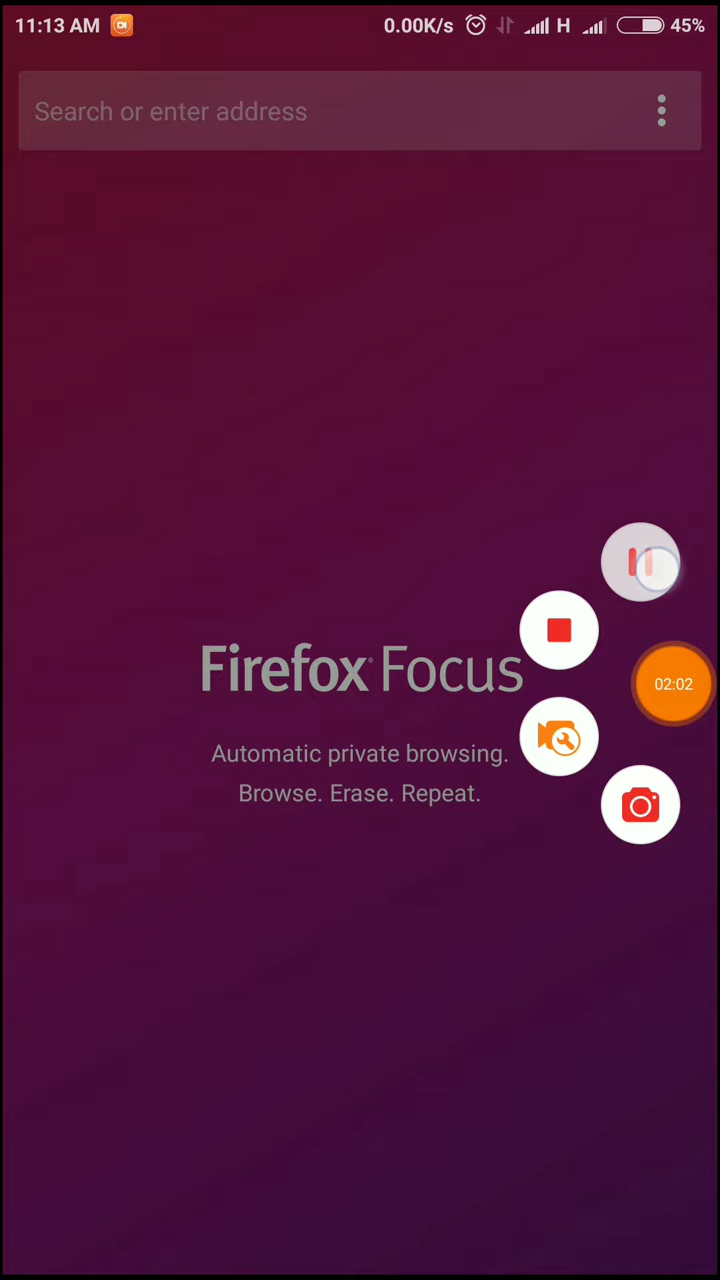 11:13 AM 0.00K/s H 45%
Search or enter address
02:02
Firefox Focus
Automatic private browsing.
Browse. Erase. Repeat.